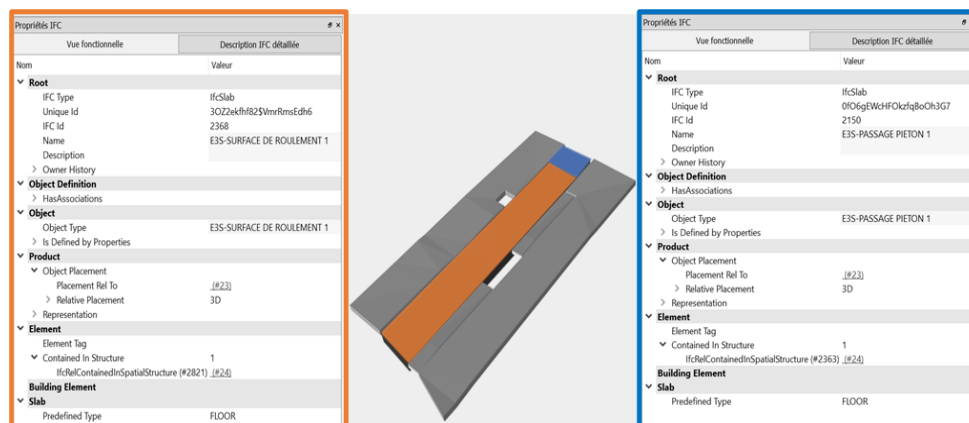 Propriétés IFC
Vue fonctionnelle Description IFC détaillée
Nom Valeur
Root
IFC Type IfcSlab
Unique Id 3OZ2ekfhf82$VmrRmsEdh6
IFC Id 2368
Name E3S-SURFACE DE ROULEMENT 1
Description
Owner History
Object Definition
HasAssociations
Object
Object Type E3S-SURFACE DE ROULEMENT 1
Is Defined by Properties
Product
Object Placement
Placement Rel To (#23)
Relative Placement 3D
Representation
Element
Element Tag
Contained In Structure 1
IfcRelContainedInSpatialStructure (#2821) (#24)
Building Element
Slab
Predefined Type FLOOR
Propriétés IFC
Vue fonctionnelle Description IFC détaillée
Nom Valeur
Root
IFC Type IfcSlab
Unique Id 0fO6gEWcHFOkzfqBoOh3G7
IFC Id 2150
Name E3S-PASSAGE PIETON 1
Description
Owner History
Object Definition
HasAssociations
Object
Object Type E3S-PASSAGE PIETON 1
Is Defined by Properties
Product
Object Placement
Placement Rel To (#23)
Relative Placement 3D
Representation
Element
Element Tag
Contained In Structure 1
IfcRelContainedInSpatialStructure (#2363) (#24)
Building Element
Slab
Predefined Type FLOOR